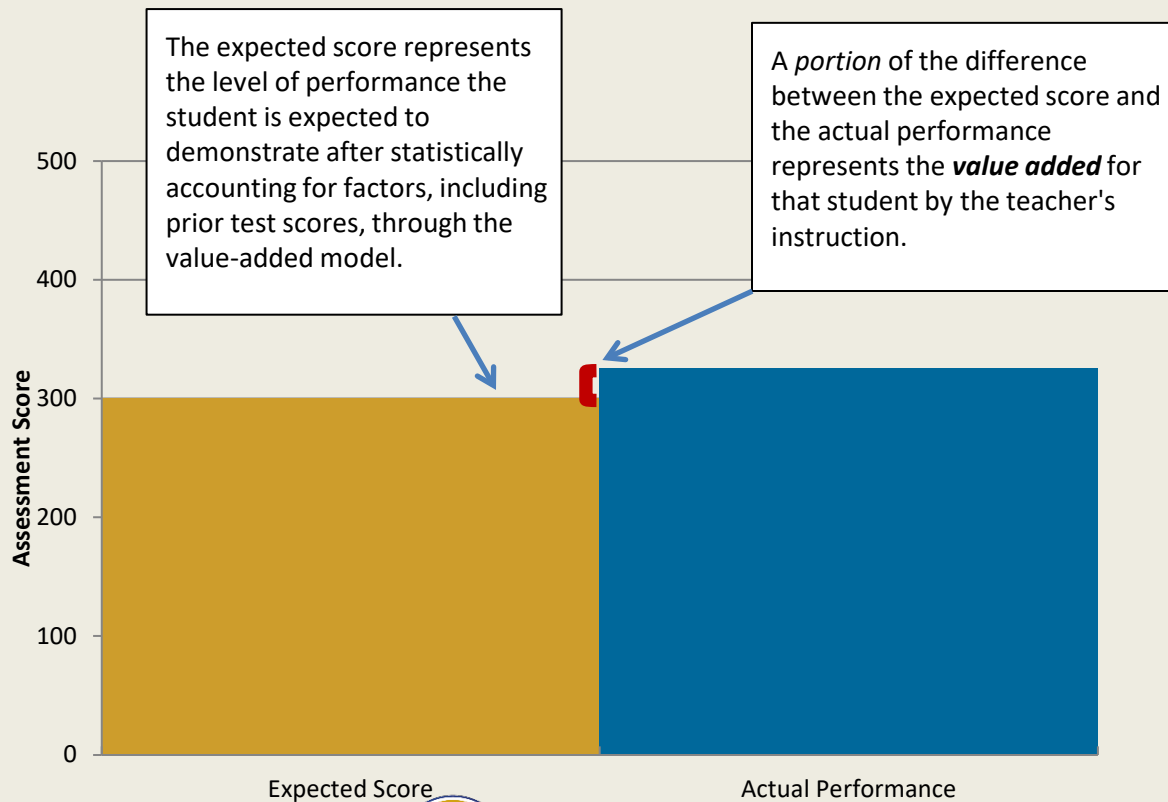 The expected score represents
the level of performance the
student is expected to
demonstrate after statistically
accounting for factors, including
prior test scores, through the
value-added model.
A portion of the difference
between the expected score and
the actual performance
represents the value added for
that student by the teacher's
instruction.
Assessment Score
500
400
300
200
100
0
Expected Score
Actual Performance